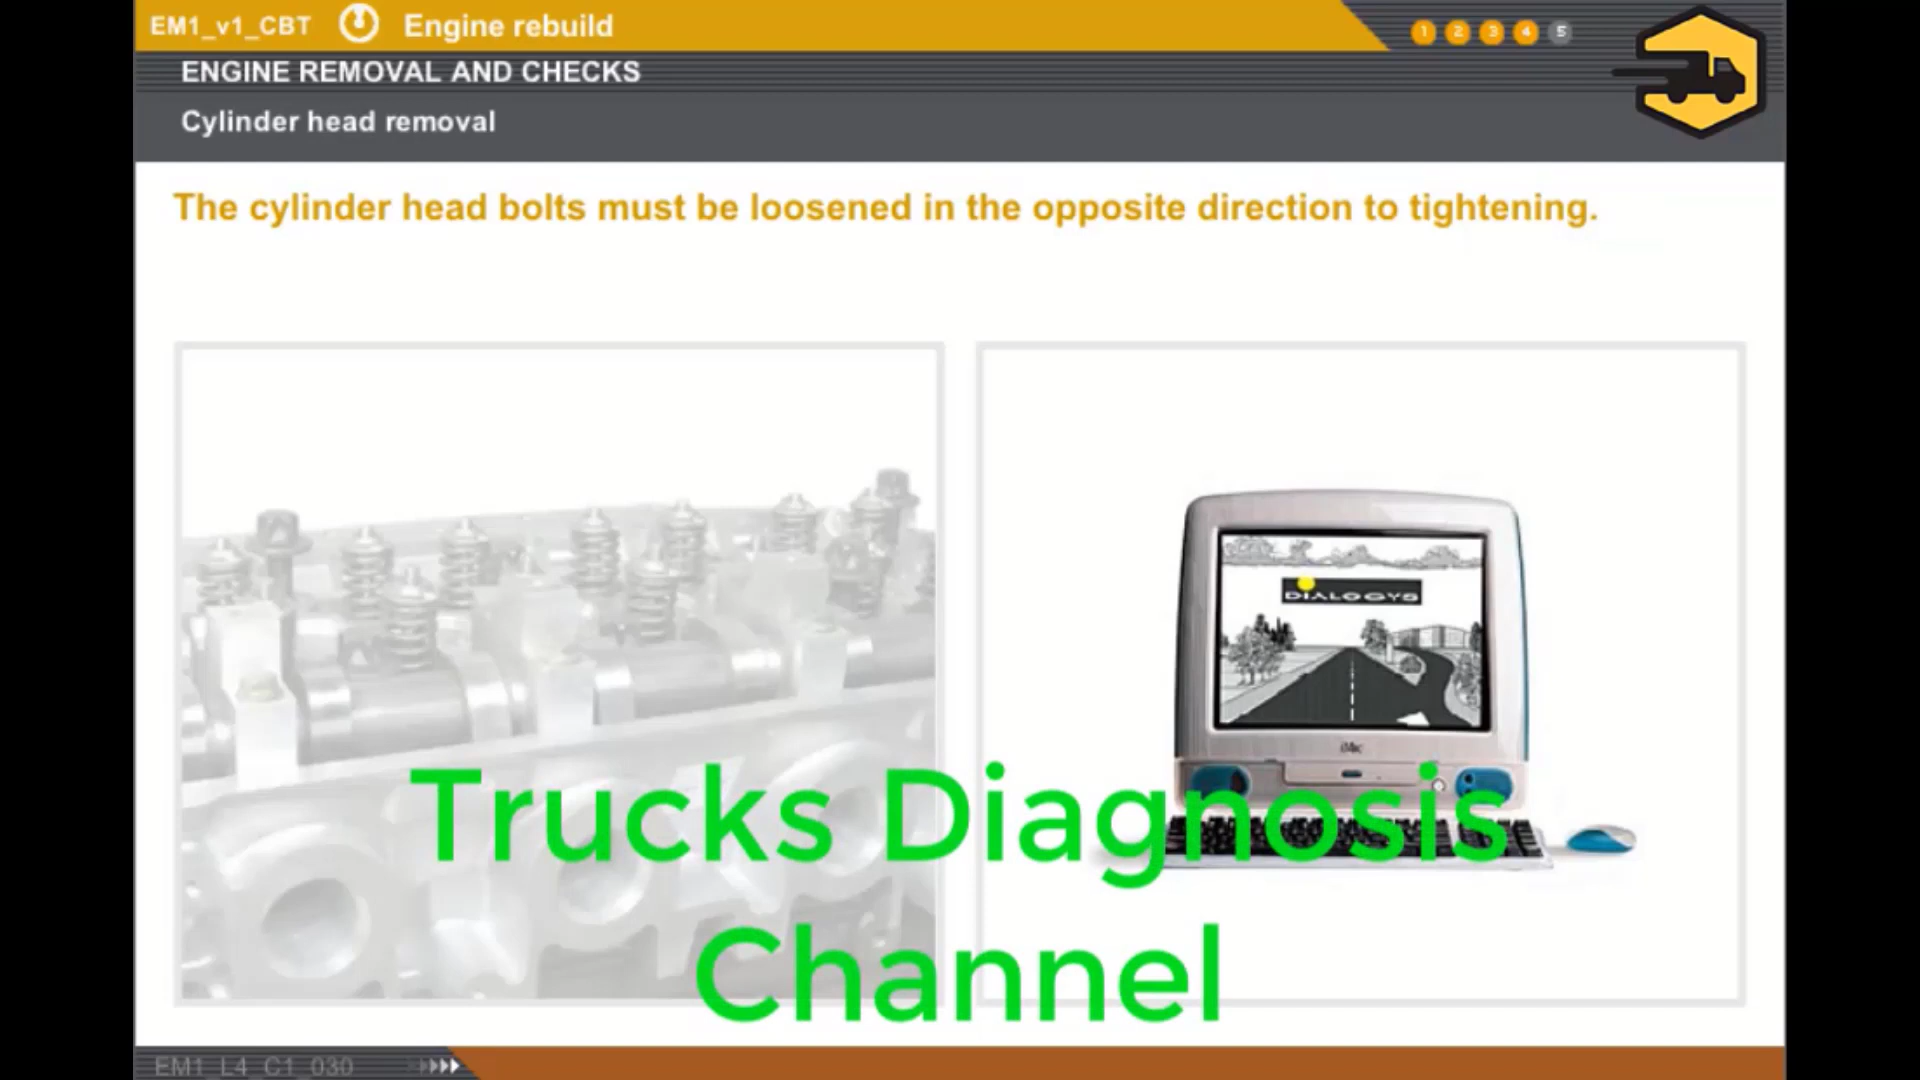 EM1_v1_CBT Engine rebuild 1 2 3 4 5
ENGINE REMOVAL AND CHECKS
Cylinder head removal
The cylinder head bolts must be loosened in the opposite direction to tightening.
DIALOGYS
iMac
Trucks Diagnosis
Channel
EM1_L4_C1_030